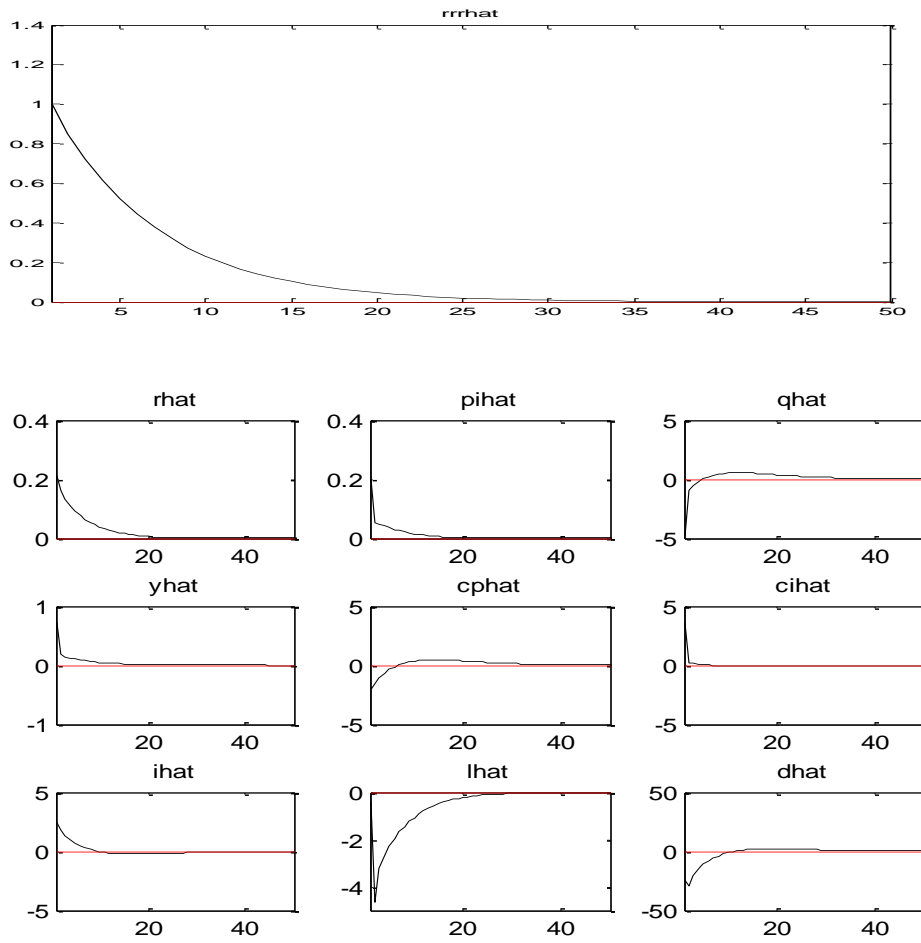 rrrhat
1.4
1.2
1
0.8
0.6
0.4
0.2
0
5 10 15 20 25 30 35 40 45 50
rhat pihat qhat
0.4 0.4 5
0.2 0.2 0
0 0 -5
20 40 20 40 20 40
yhat cphat cihat
1 5 5
0 0 0
-1 -5 -5
20 40 20 40 20 40
ihat lhat dhat
5 0 50
0 -2 0
-5 -4 -50
20 40 20 40 20 40